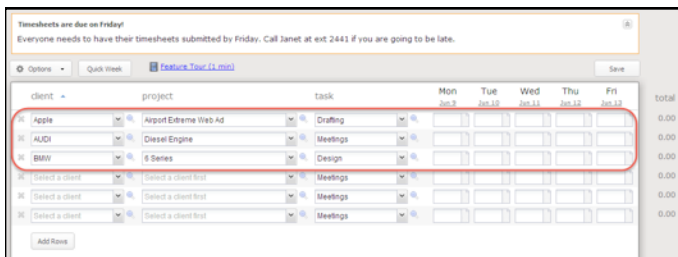 Timesheets are due on Friday!
Everyone needs to have their timesheets submitted by Friday. Call Janet at ext 2441 if you are going to be late.
Options Quick Week Feature Tour (1 min) Save
client project task Mon Tue Wed Thu Fri
Jun 9 Jun 10 Jun 11 Jun 12 Jun 13 total
Apple Airport Extreme Web Ad Drafting 0.00
AUDI Diesel Engine Meetings 0.00
BMW 6 Series Design 0.00
Select a client Select a client first Meetings 0.00
Select a client Select a client first Meetings 0.00
Select a client Select a client first Meetings 0.00
Add Rows